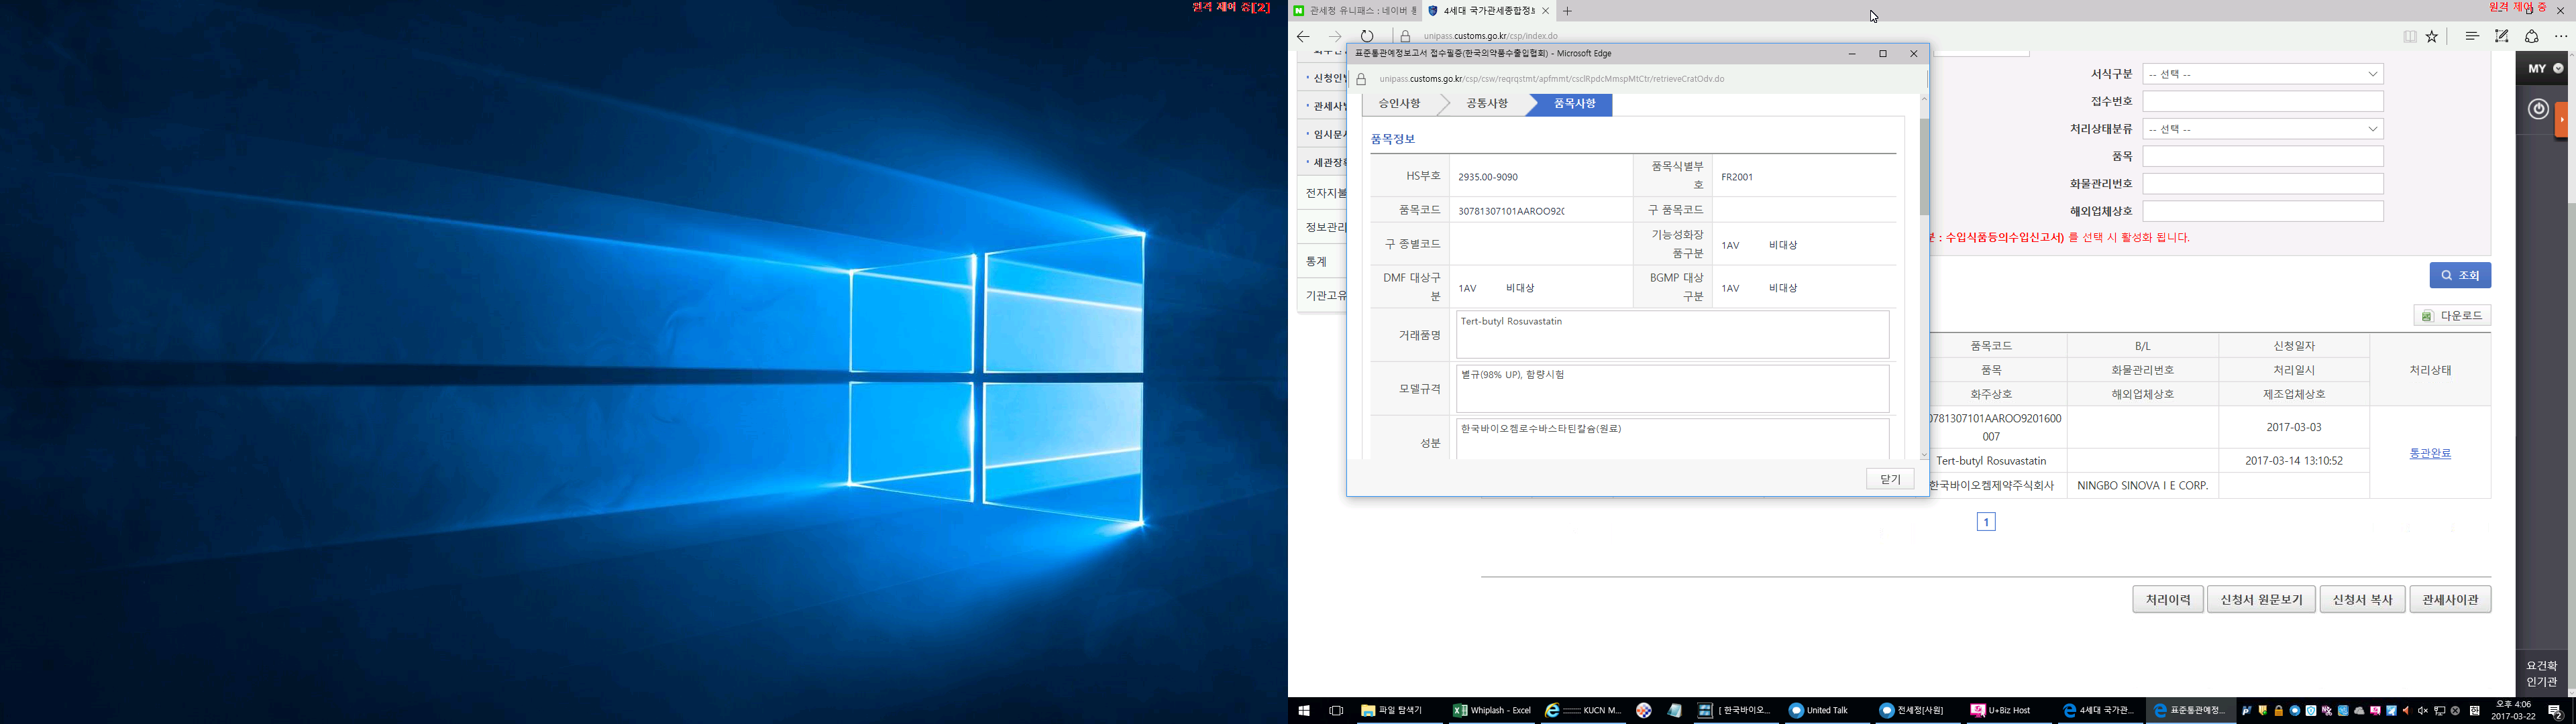 원격 제어 중[2]
관세청 유니패스 : 네이버 통
4세대 국가관세종합정보
원격 제어 중
unipass.customs.go.kr/csp/index.do
표준통관예정보고서 접수필증(한국의약품수출입협회) - Microsoft Edge
unipass.customs.go.kr/csp/csw/reqrqstmt/apfmmt/csclRpdcMmspMtCtr/retrieveCratOdv.do
승인사항
공통사항
품목사항
품목정보
HS부호
2935.00-9090
품목식별부호
FR2001
품목코드
30781307101AAROO920
구 품목코드
구 종별코드
기능성화장품구분
1AV 비대상
DMF 대상구분
1AV 비대상
BGMP 대상구분
1AV 비대상
거래품명
Tert-butyl Rosuvastatin
모델규격
별규(98% UP), 함량시험
성분
한국바이오켐로수바스타틴칼슘(원료)
닫기
신청인별
관세사별
임시문서
세관장확
전자지불
정보관리
통계
기관고유
서식구분
-- 선택 --
접수번호
처리상태분류
-- 선택 --
품목
화물관리번호
해외업체상호
: 수입식품등의수입신고서) 를 선택 시 활성화 됩니다.
조회
다운로드
품목코드
B/L
신청일자
처리상태
품목
화물관리번호
처리일시
화주상호
해외업체상호
제조업체상호
0781307101AAROO9201600
007
2017-03-03
통관완료
Tert-butyl Rosuvastatin
2017-03-14 13:10:52
한국바이오켐제약주식회사
NINGBO SINOVA I E CORP.
1
처리이력
신청서 원문보기
신청서 복사
관세사이관
MY
요건확
인기관
파일 탐색기
Whiplash - Excel
KUCN M...
[ 한국바이오...
United Talk
전세정[사원]
U+Biz Host
4세대 국가관...
표준통관예정...
오후 4:06
2017-03-22